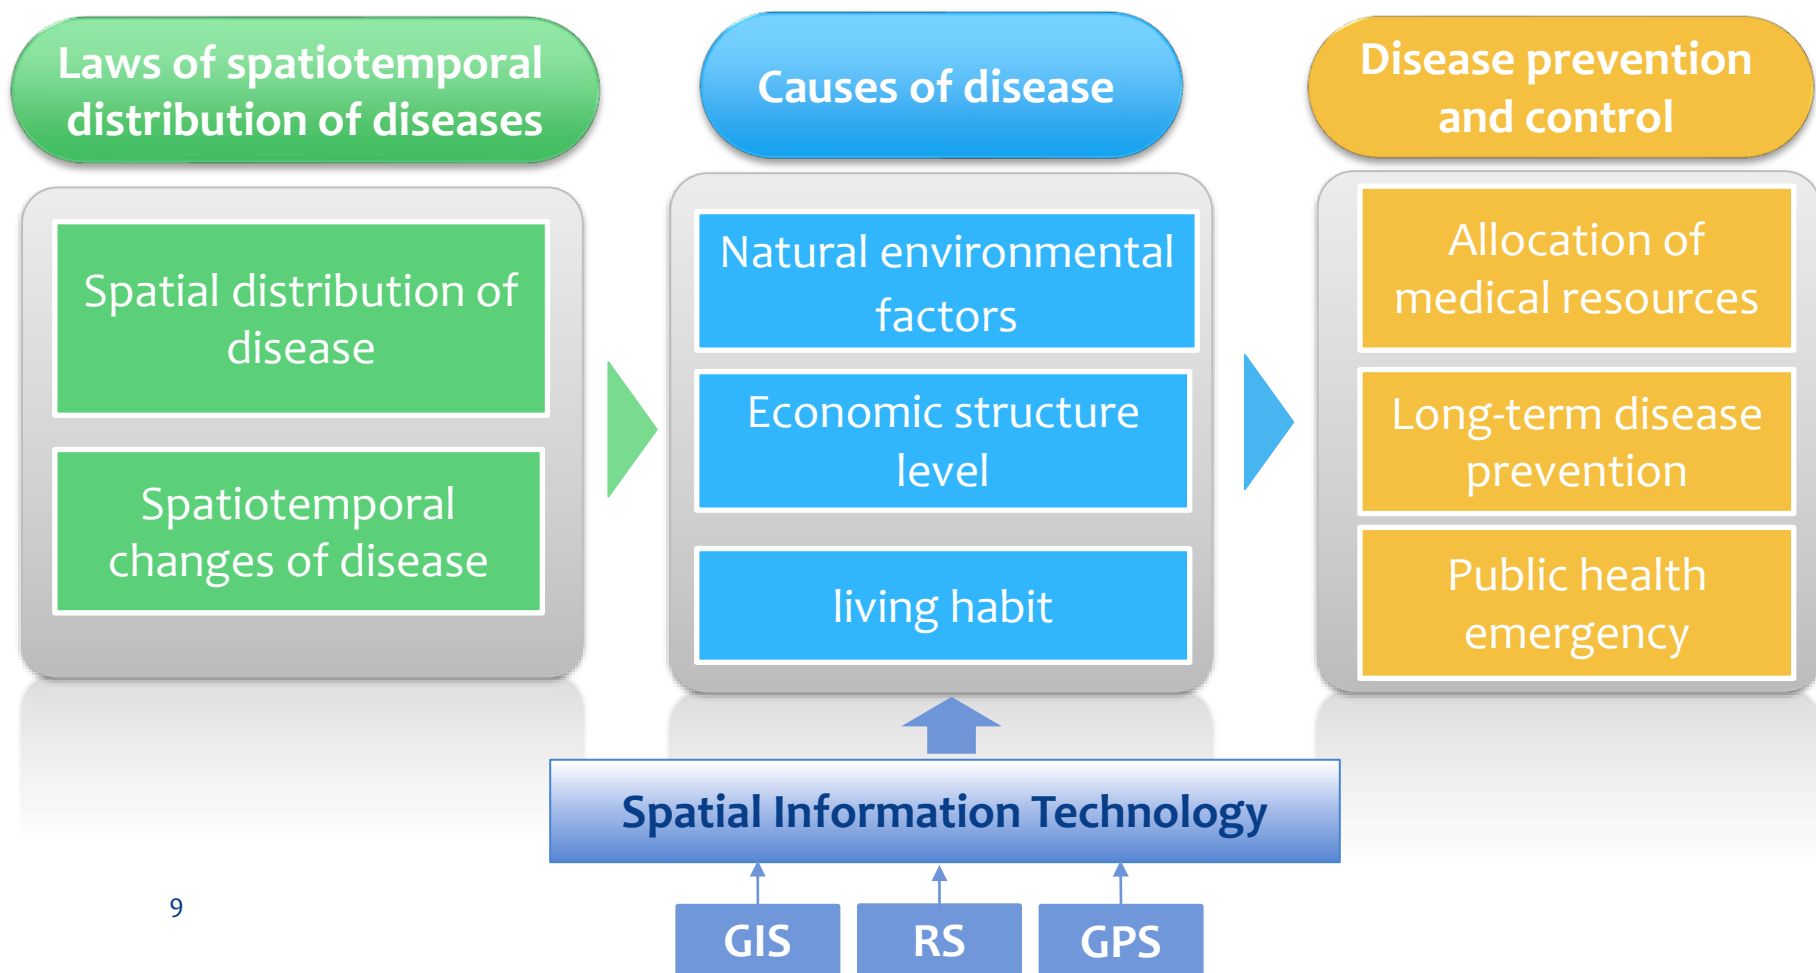 Laws of spatiotemporal
distribution of diseases
Spatial distribution of
disease
Spatiotemporal
changes of disease
Causes of disease
Natural environmental
factors
Economic structure
level
living habit
Disease prevention
and control
Allocation of
medical resources
Long-term disease
prevention
Public health
emergency
Spatial Information Technology
GIS
RS
GPS
9